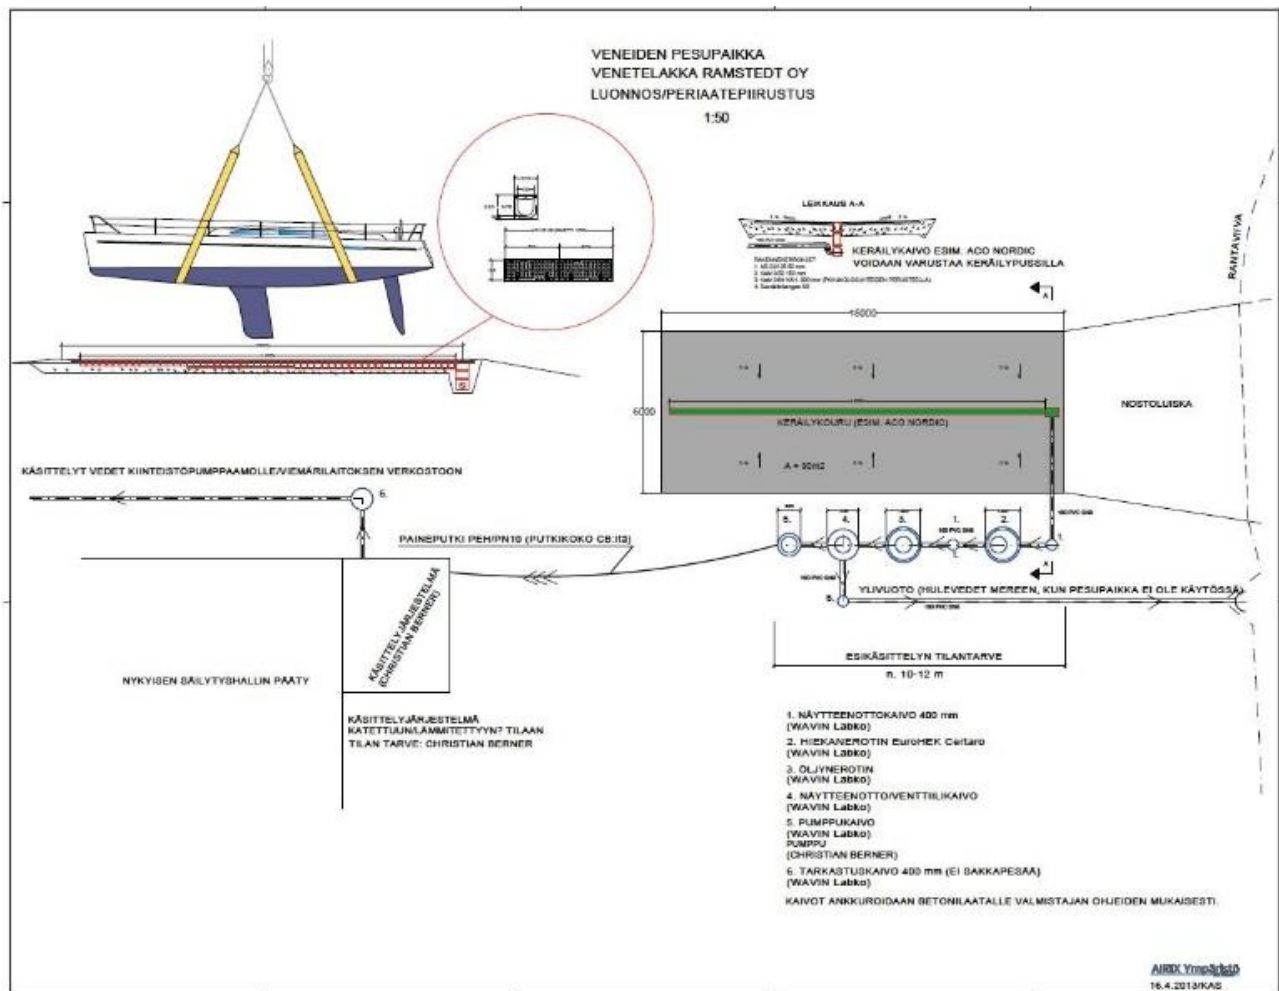 VENEIDEN PESUPAIKKA
VENETELAKKA RAMSTEDT OY
LUONNOS/PERIAATEPIIRUSTUS
1:50
LEIKKAUS A-A
KERÄILYKAIVO ESIM. ACO NORDIC
VOIDAAN VARUSTAA KERÄILYPUSSILLA
A
15000
6000
KERÄILYKOURU (ESIM. ACO NORDIC)
NOSTOLUISKA
RANTAVIIVA
KÄSITTELYT VEDET KIINTEISTÖPUMPPAAMOLLE/VIEMÄRILAITOKSEN VERKOSTOON
6.
PAINEPUTKI PEH/PN10 (PUTKIKOKO CB:ltä)
5.
4.
3.
1.
2.
1.
A
6.
YLIVUOTO (HULEVEDET MEREEN, KUN PESUPAIKKA EI OLE KÄYTÖSSÄ)
ESIKÄSITTELYN TILANTARVE
n. 10-12 m
KÄSITTELYJÄRJESTELMÄ
(CHRISTIAN BERNER)
NYKYISEN SÄILYTYSHALLIN PÄÄTY
KÄSITTELYJÄRJESTELMÄ
KATETTUUN/LÄMMITETTYYN? TILAAN
TILAN TARVE: CHRISTIAN BERNER
1. NÄYTTEENOTTOKAIVO 400 mm
(WAVIN Labko)
2. HIEKANEROTIN EuroHEK Certaro
(WAVIN Labko)
3. ÖLJYNEROTIN
(WAVIN Labko)
4. NÄYTTEENOTTO/VENTTIILIKAIVO
(WAVIN Labko)
5. PUMPPUKAIVO
(WAVIN Labko)
PUMPPU
(CHRISTIAN BERNER)
6. TARKASTUSKAIVO 400 mm (EI SAKKAPESÄÄ)
(WAVIN Labko)
KAIVOT ANKKUROIDAAN BETONILAATALLE VALMISTAJAN OHJEIDEN MUKAISESTI.
AIRIX Ympäristö
16.4.2013/KAS